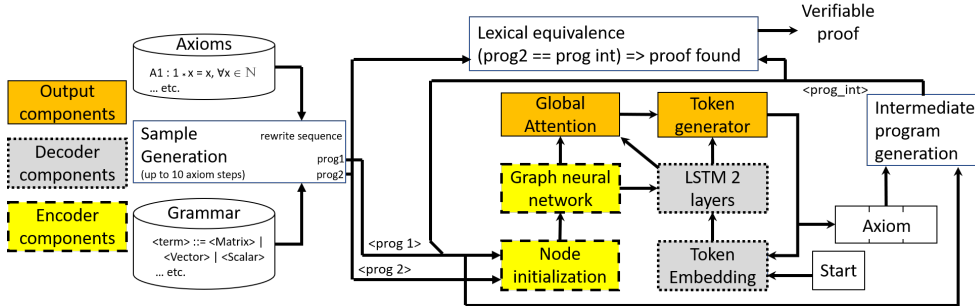 Axioms
A1 : 1 • x = x, ∀x ∈ ℕ
... etc.
Output
components
Decoder
components
Encoder
components
Sample
Generation
(up to 10 axiom steps)
rewrite sequence
prog1
prog2
Grammar
<term> ::= <Matrix> |
<Vector> | <Scalar>
... etc.
Lexical equivalence
(prog2 == prog int) => proof found
Verifiable
proof
<prog_int>
Global
Attention
Token
generator
Intermediate
program
generation
Graph neural
network
LSTM 2
layers
Axiom
<prog 1>
<prog 2>
Node
initialization
Token
Embedding
Start